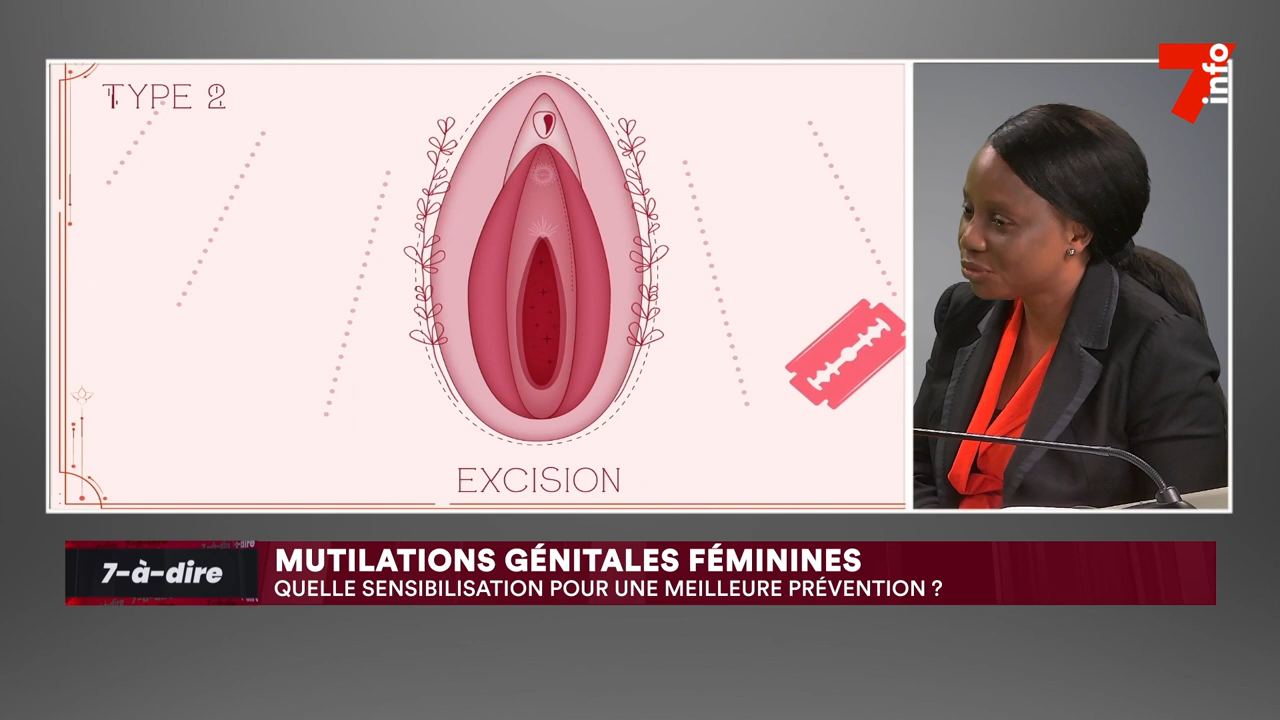 TYPE 2
EXCISION
7 info
7-à-dire
MUTILATIONS GÉNITALES FÉMININES
QUELLE SENSIBILISATION POUR UNE MEILLEURE PRÉVENTION ?